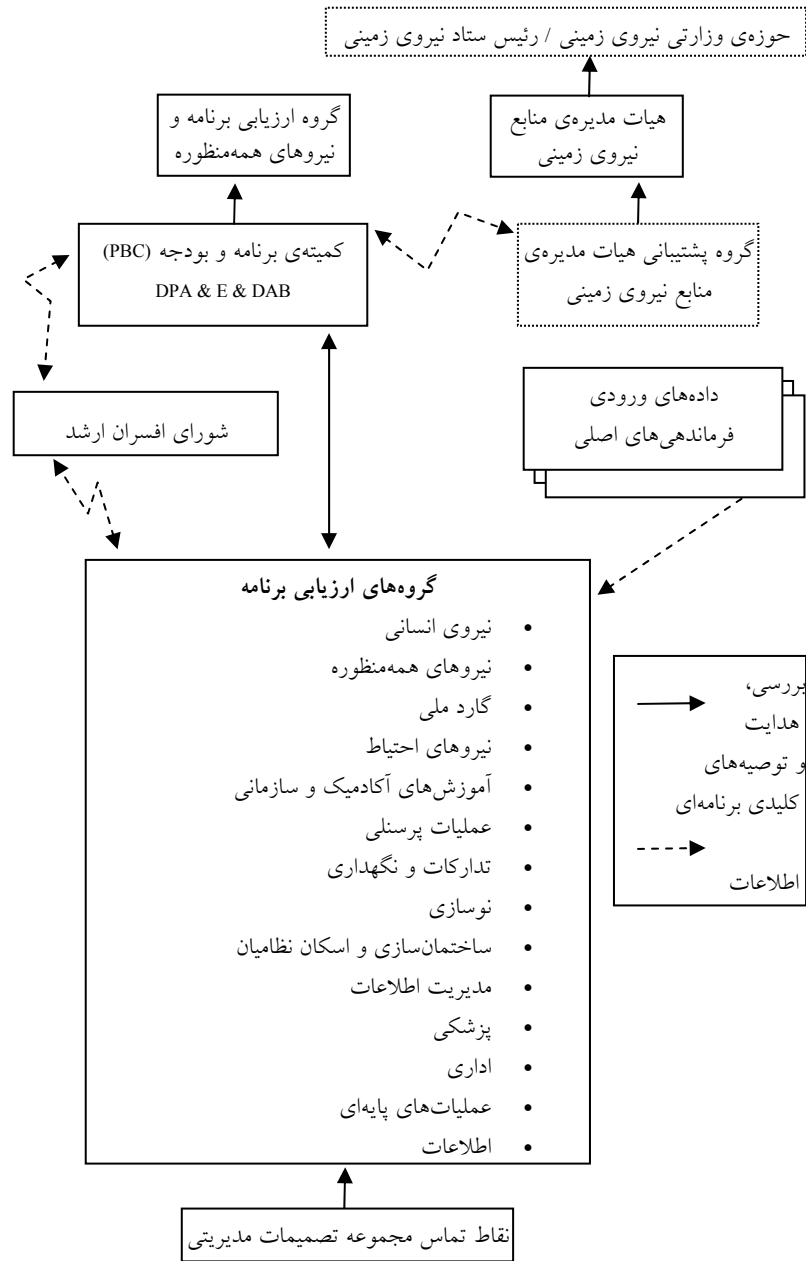 حوزه‌ی وزارتی نیروی زمینی / رئیس ستاد نیروی زمینی
هیات مدیره‌ی منابع
نیروی زمینی
گروه ارزیابی برنامه و
نیروهای همه‌منظوره
گروه پشتیبانی هیات مدیره‌ی
منابع نیروی زمینی
کمیته‌ی برنامه و بودجه (PBC)
DPA & E & DAB
داده‌های ورودی
فرماندهی‌های اصلی
شورای افسران ارشد
گروه‌های ارزیابی برنامه
• نیروی انسانی
• نیروهای همه‌منظوره
• گارد ملی
• نیروهای احتیاط
• آموزش‌های آکادمیک و سازمانی
• عملیات پرسنلی
• تدارکات و نگهداری
• نوسازی
• ساختمان‌سازی و اسکان نظامیان
• مدیریت اطلاعات
• پزشکی
• اداری
• عملیات‌های پایه‌ای
• اطلاعات
بررسی،
هدایت
و توصیه‌های
کلیدی برنامه‌ای
اطلاعات
نقاط تماس مجموعه تصمیمات مدیریتی